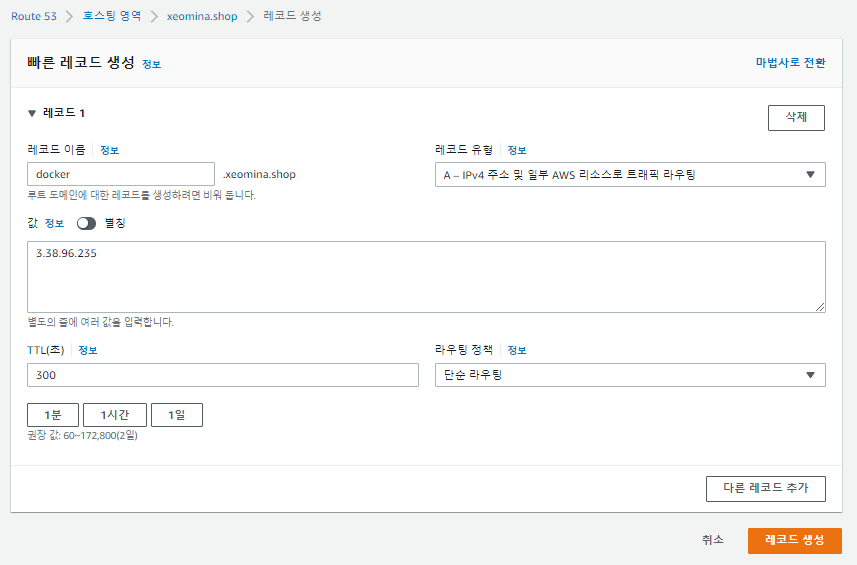 Route 53 > 호스팅 영역 > xeomina.shop > 레코드 생성
빠른 레코드 생성 정보 마법사로 전환
▼ 레코드 1 삭제
레코드 이름 정보
docker .xeomina.shop
루트 도메인에 대한 레코드를 생성하려면 비워 둡니다.
레코드 유형 정보
A – IPv4 주소 및 일부 AWS 리소스로 트래픽 라우팅
값 정보 별칭
3.38.96.235
별도의 줄에 여러 값을 입력합니다.
TTL(초) 정보
300
1분 1시간 1일
권장 값: 60~172,800(2일)
라우팅 정책 정보
단순 라우팅
다른 레코드 추가
취소 레코드 생성